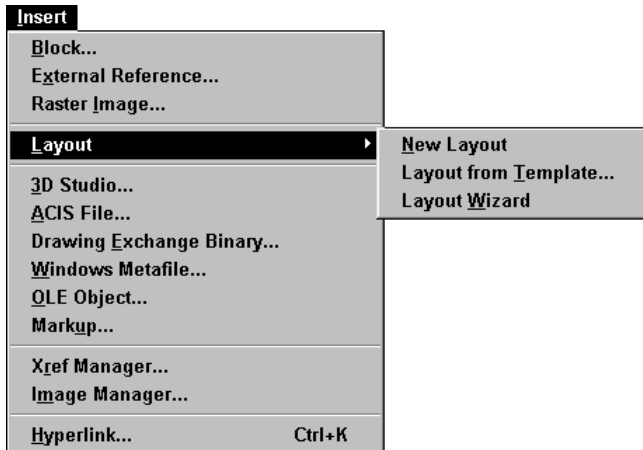 Insert
Block...
External Reference...
Raster Image...
Layout
New Layout
Layout from Template...
Layout Wizard
3D Studio...
ACIS File...
Drawing Exchange Binary...
Windows Metafile...
OLE Object...
Markup...
Xref Manager...
Image Manager...
Hyperlink... Ctrl+K